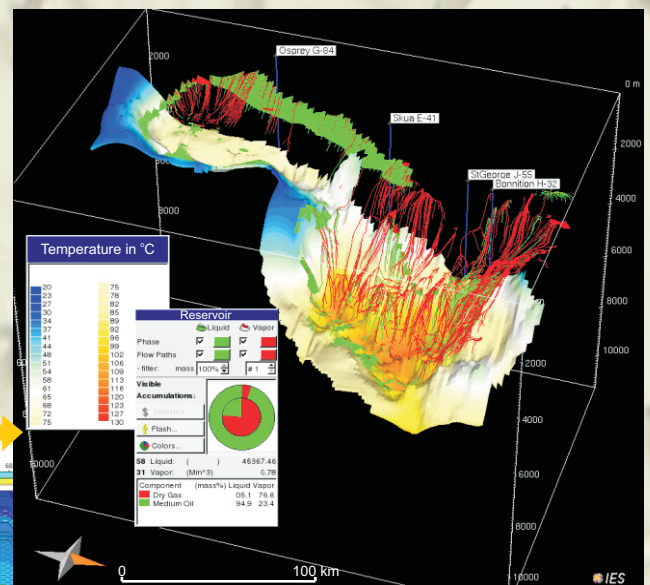 Osprey G-84
2000
0 m
Skua E-41
2000
StGeorge J-55
Bonnition H-32
4000
8000
6000
8000
10000
Temperature in °C
20 75
23 78
27 82
30 85
34 89
37 92
41 96
44 99
48 102
51 106
54 109
58 113
61 116
65 120
68 123
72 127
75 130
Reservoir
Liquid Vapor
Phase
Flow Paths
- filter: mass 100% # 1
Visible
Accumulations:
Flash...
Colors...
58 Liquid: ( ) 46367.46
31 Vapor: (Mm^3) 0.78
Component (mass%) Liquid Vapor
Dry Gas 05.1 76.6
Medium Oil 94.9 23.4
2000
4000
6000
8000
10000
10000
0 100 km
IES